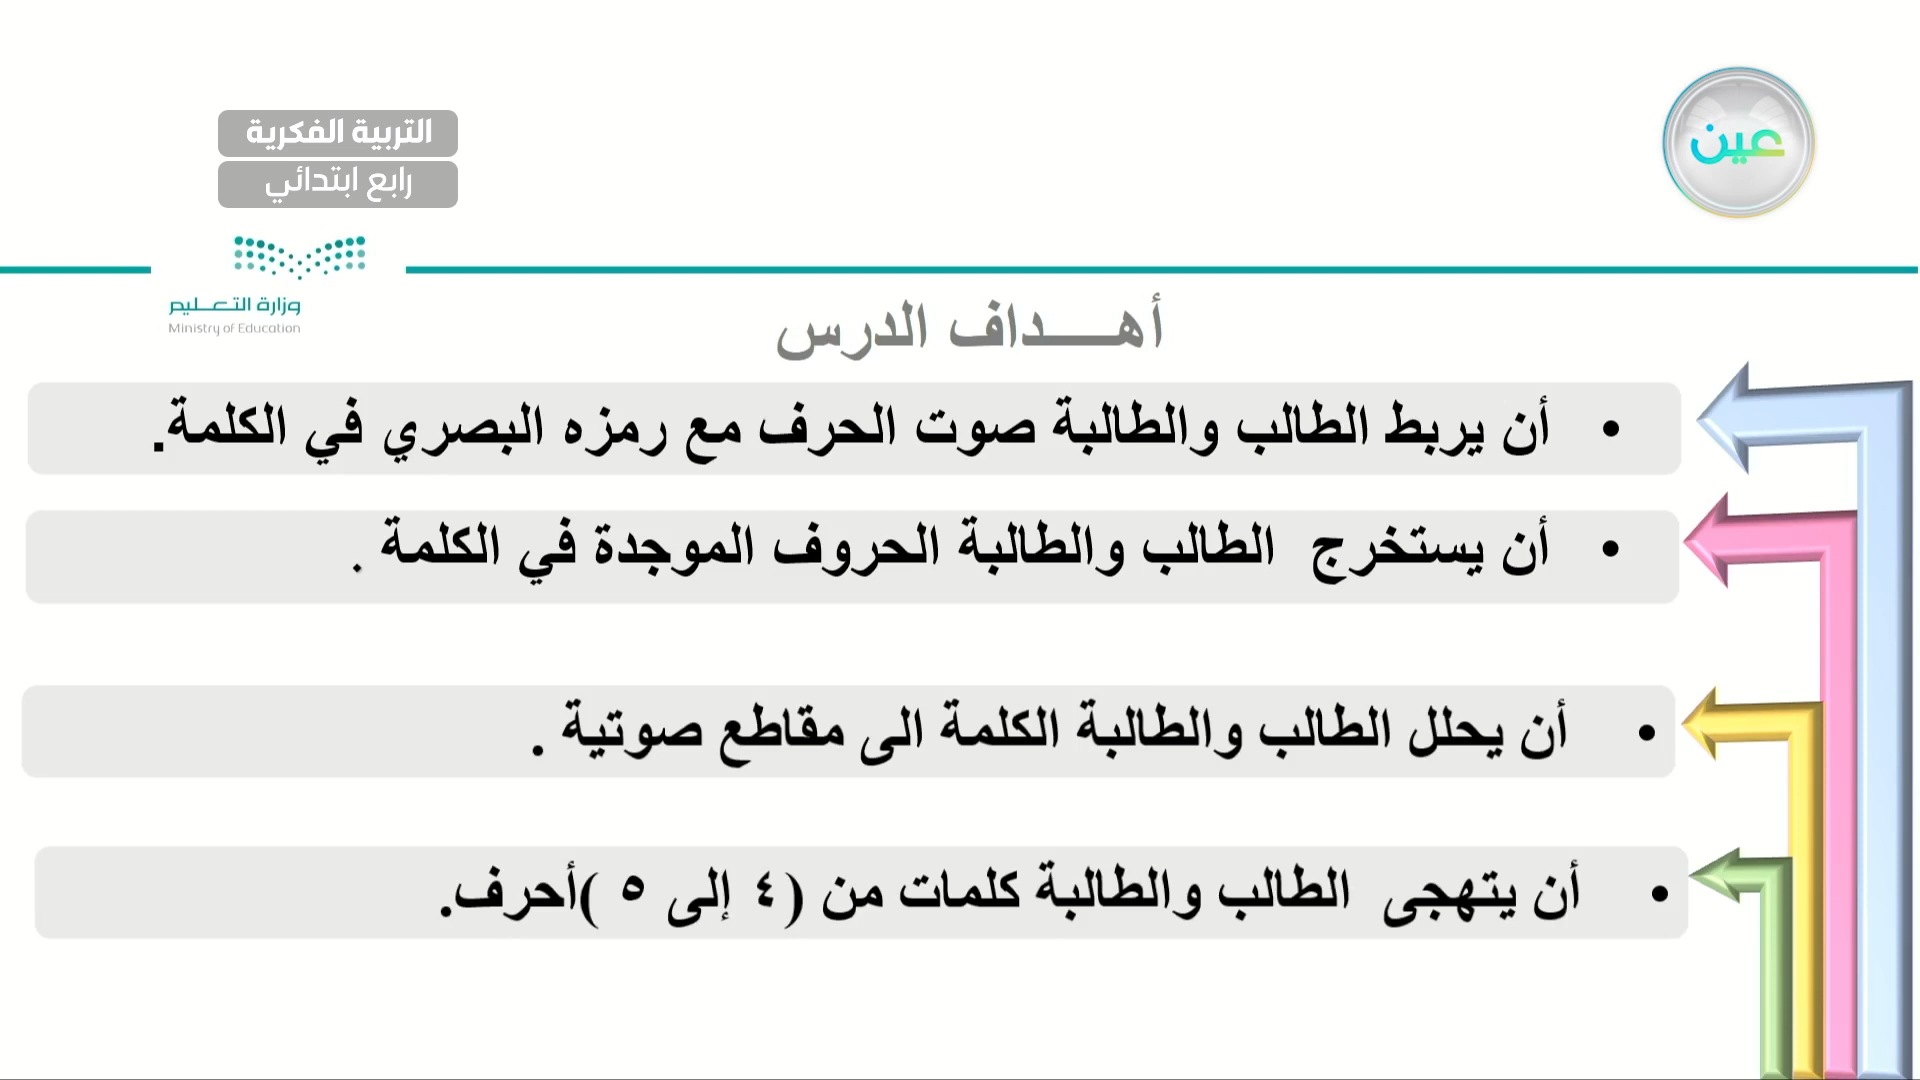 عين
التربية الفكرية
رابع ابتدائي
وزارة التعليم
Ministry of Education
أهـــــداف الدرس
• أن يربط الطالب والطالبة صوت الحرف مع رمزه البصري في الكلمة.
• أن يستخرج الطالب والطالبة الحروف الموجدة في الكلمة .
• أن يحلل الطالب والطالبة الكلمة الى مقاطع صوتية .
• أن يتهجى الطالب والطالبة كلمات من (٤ إلى ٥ )أحرف.